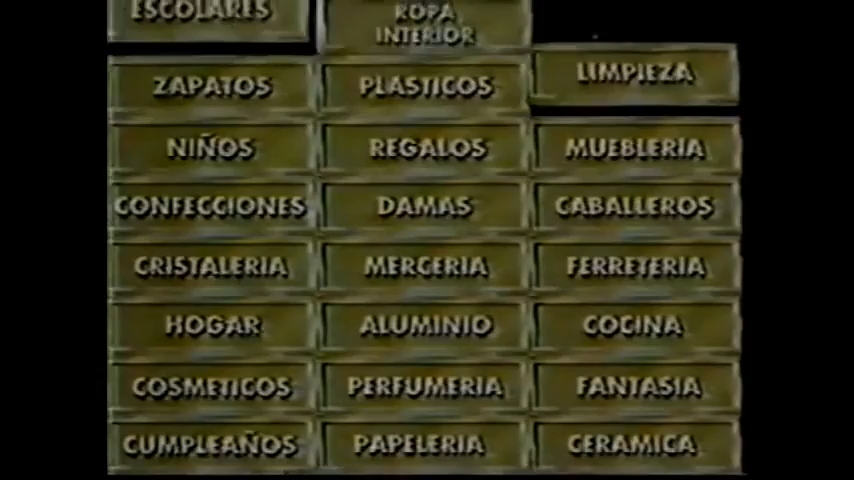 ESCOLARES
ROPA
INTERIOR
ZAPATOS
PLASTICOS
LIMPIEZA
NIÑOS
REGALOS
MUEBLERIA
CONFECCIONES
DAMAS
CABALLEROS
CRISTALERIA
MERCERIA
FERRETERIA
HOGAR
ALUMINIO
COCINA
COSMETICOS
PERFUMERIA
FANTASIA
CUMPLEAÑOS
PAPELERIA
CERAMICA